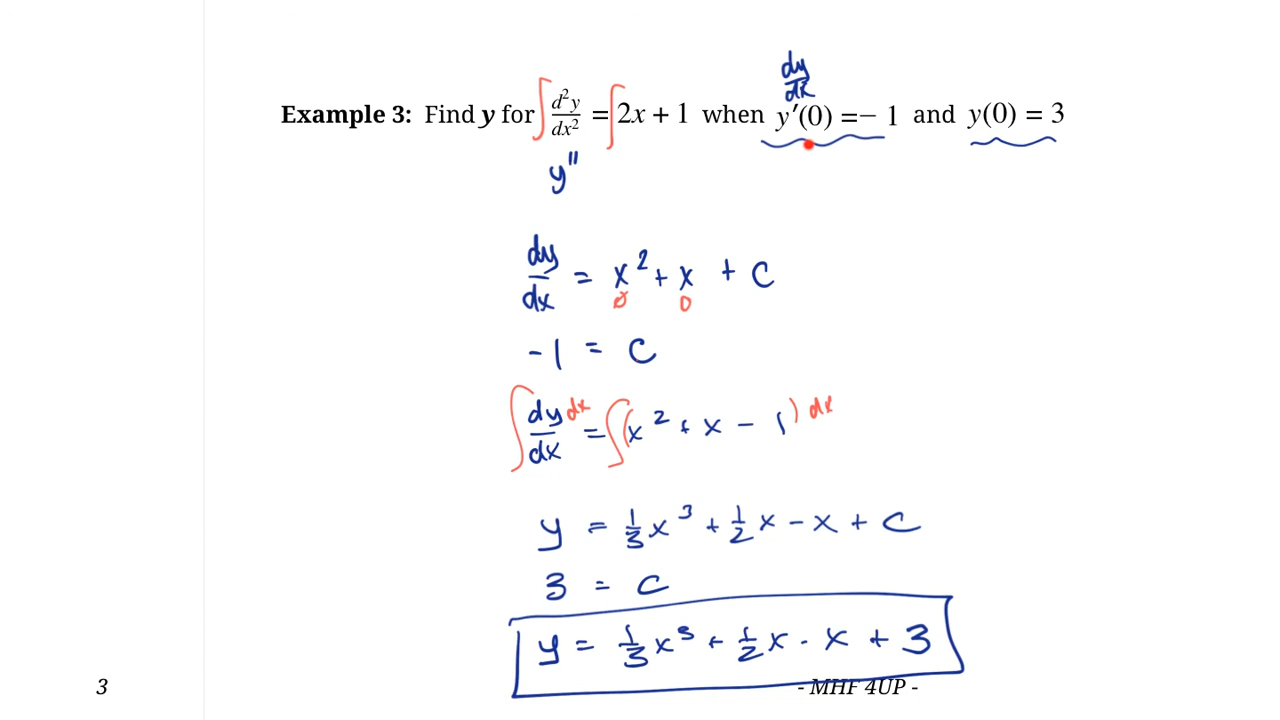 dy/dx
Example 3: Find y for ∫ d²y/dx² = ∫ 2x + 1 when y′(0) = − 1 and y(0) = 3
y″
dy/dx = x² + x + C
0 0
-1 = C
∫ dy/dx dx = ∫ (x² + x - 1) dx
y = 1/3 x³ + 1/2 x - x + C
3 = C
y = 1/3 x³ + 1/2 x - x + 3
3 - MHF 4UP -